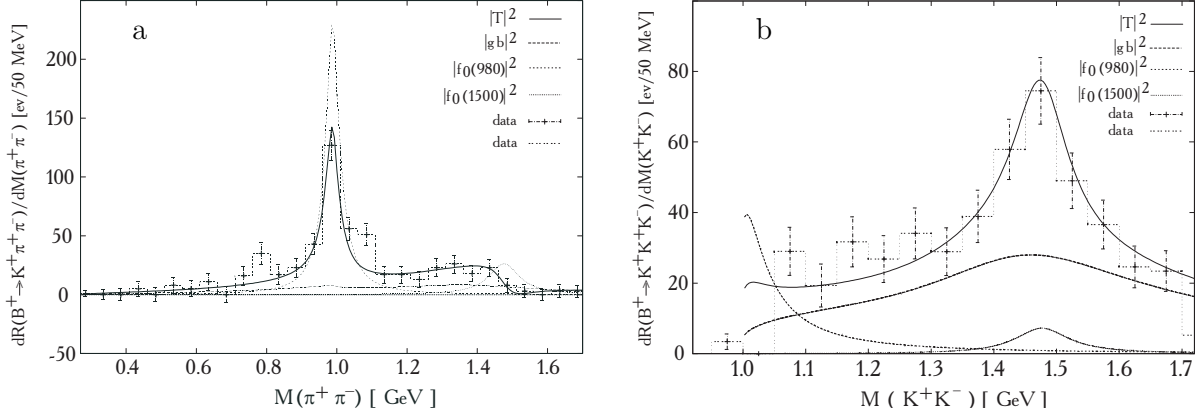 a
|T|²
|gb|²
|f₀(980)|²
|f₀(1500)|²
data
data
dR(B⁺→K⁺π⁺π⁻)/dM(π⁺π⁻) [ev/50 MeV]
200
150
100
50
0
-50
0.4 0.6 0.8 1.0 1.2 1.4 1.6
M(π⁺ π⁻) [ GeV ]
b
|T|²
|gb|²
|f₀(980)|²
|f₀(1500)|²
data
data
dR(B⁺→K⁺K⁺K⁻)/dM(K⁺K⁻) [ev/50 MeV]
80
60
40
20
0
1.0 1.1 1.2 1.3 1.4 1.5 1.6 1.7
M ( K⁺K⁻ ) [ GeV ]